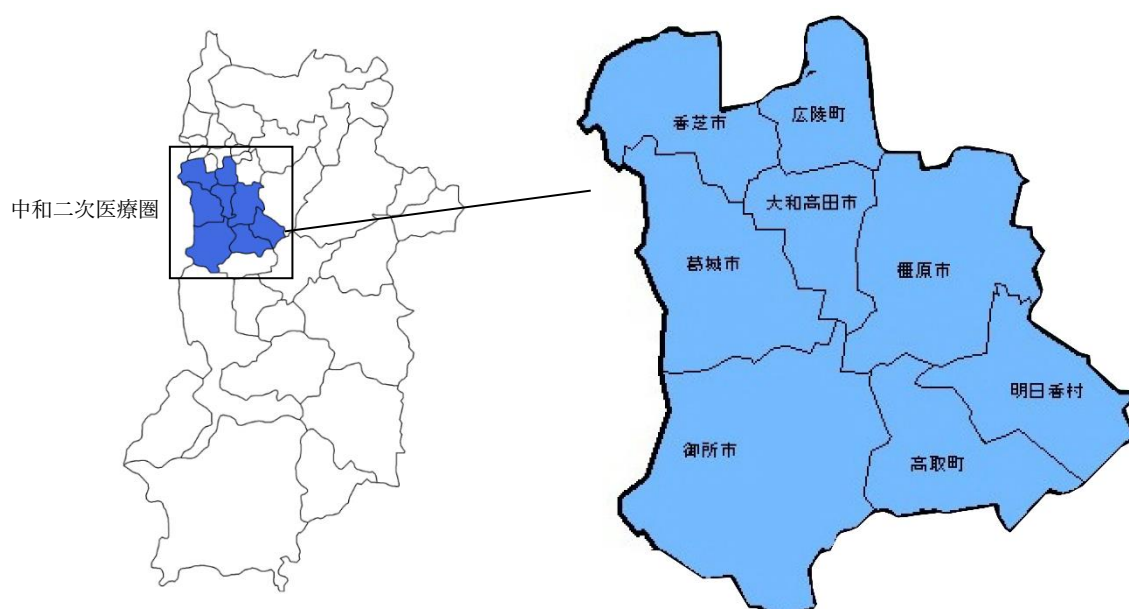 中和二次医療圏
香芝市
広陵町
大和高田市
葛城市
橿原市
明日香村
御所市
高取町